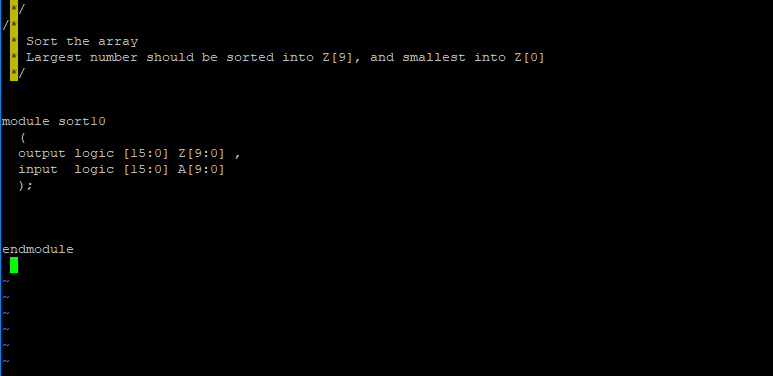 */
/*
* Sort the array
* Largest number should be sorted into Z[9], and smallest into Z[0]
*/
module sort10
(
output logic [15:0] Z[9:0] ,
input  logic [15:0] A[9:0]
);
endmodule
~
~
~
~
~
~